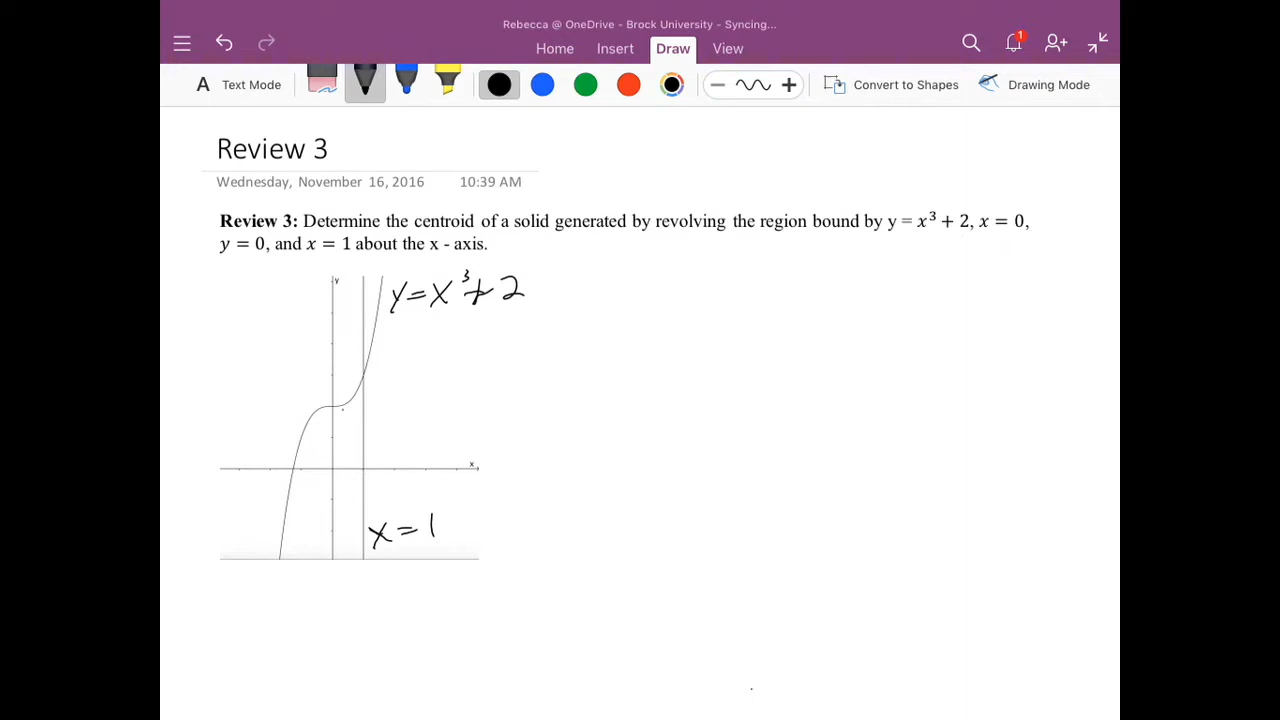 Rebecca @ OneDrive - Brock University - Syncing...
Home Insert Draw View
1
A Text Mode
Convert to Shapes
Drawing Mode
Review 3
Wednesday, November 16, 2016 10:39 AM
Review 3: Determine the centroid of a solid generated by revolving the region bound by y = x³ + 2, x = 0,
y = 0, and x = 1 about the x - axis.
y
y=x³+2
x
x=1